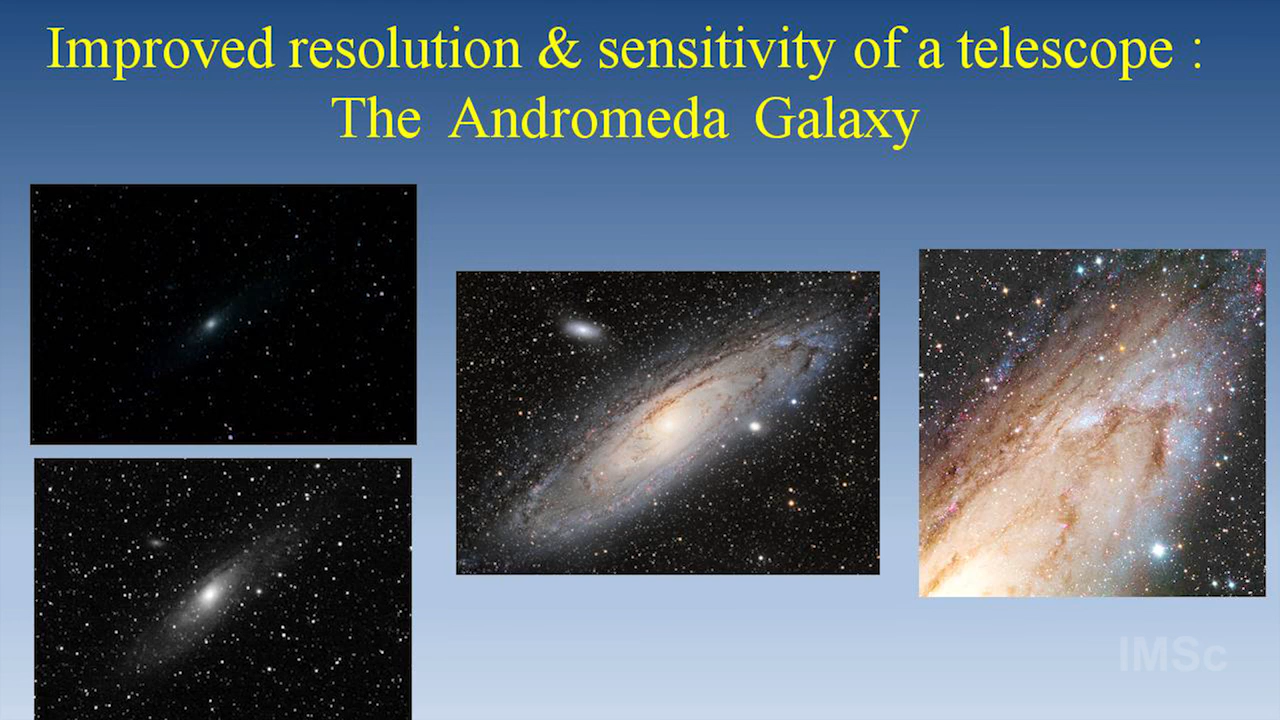 Improved resolution & sensitivity of a telescope :
The Andromeda Galaxy
IMSc